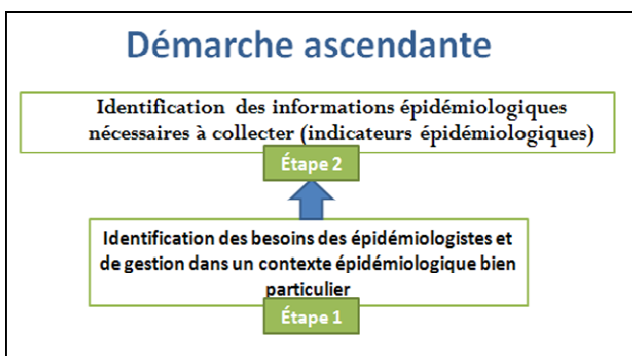 Démarche ascendante
Identification des informations épidémiologiques
nécessaires à collecter (indicateurs épidémiologiques)
Étape 2
Identification des besoins des épidémiologistes et
de gestion dans un contexte épidémiologique bien
particulier
Étape 1